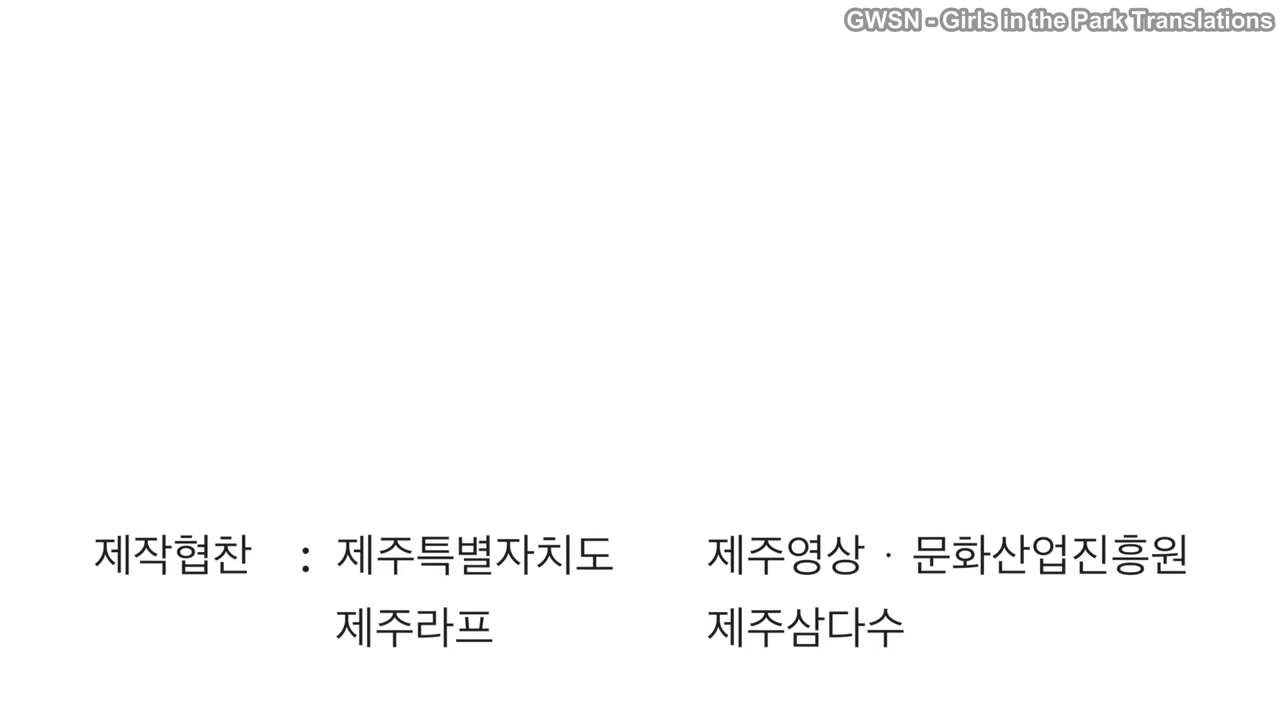 GWSN - Girls in the Park Translations
제작협찬 : 제주특별자치도 제주영상 · 문화산업진흥원
제주라프 제주삼다수